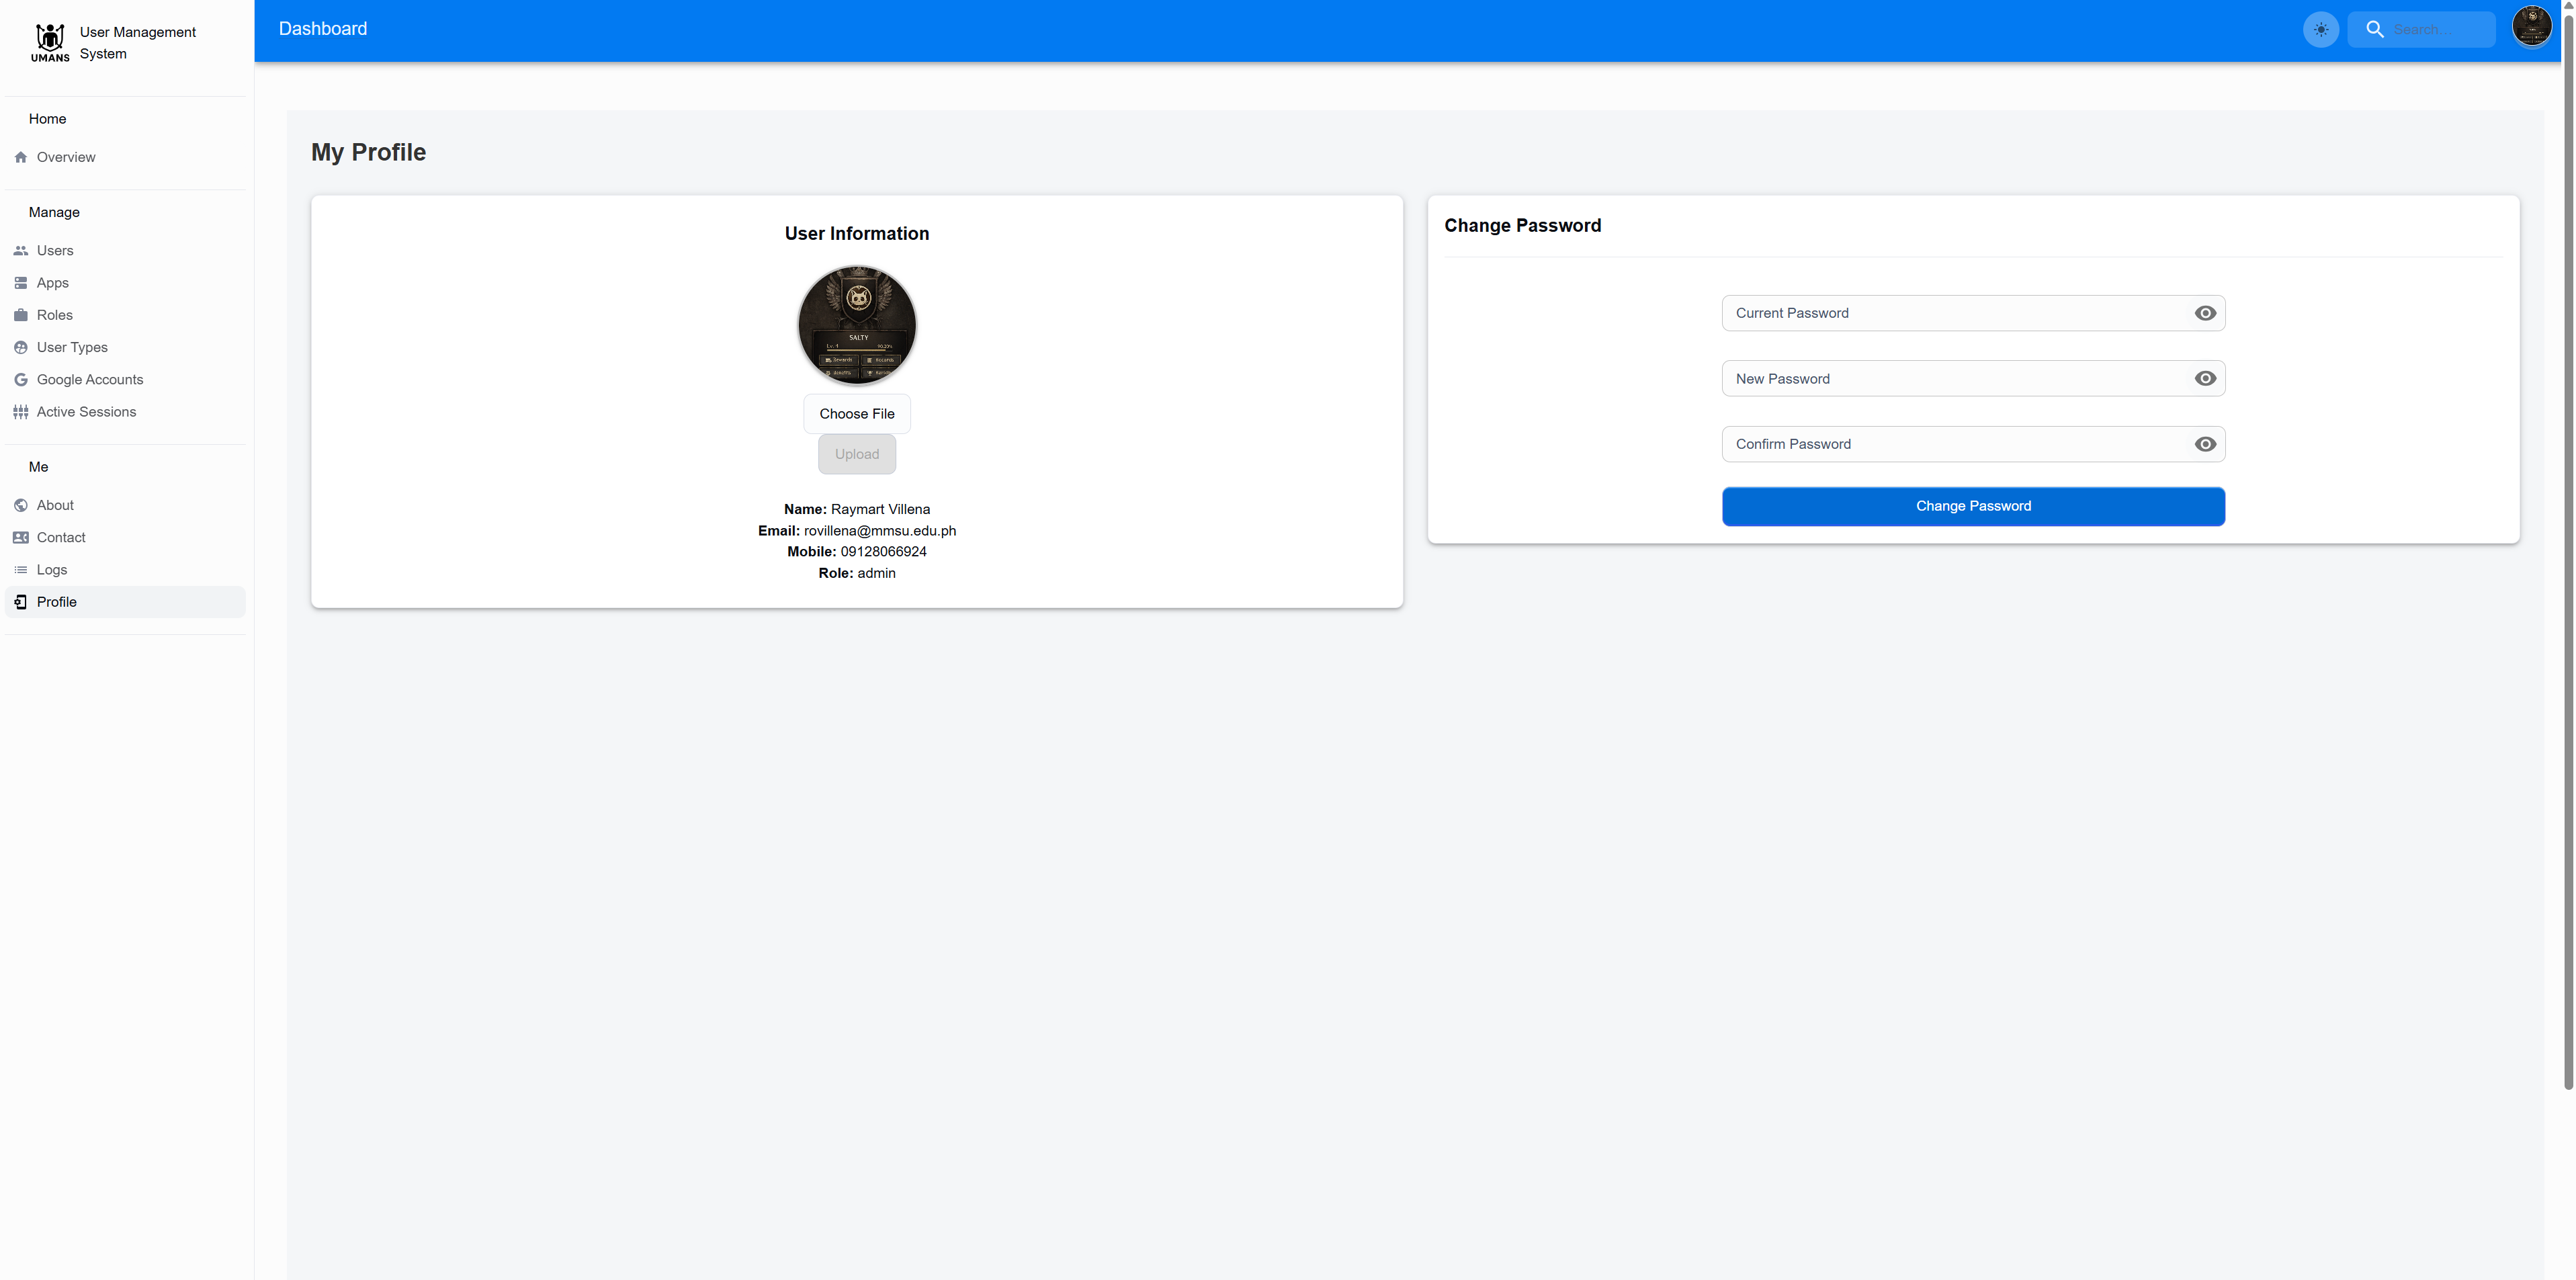 UMANS
User Management
System
Dashboard
Search…
Home
Overview
Manage
Users
Apps
Roles
User Types
Google Accounts
Active Sessions
Me
About
Contact
Logs
Profile
My Profile
User Information
SALTY
Choose File
Upload
Name: Raymart Villena
Email: rovillena@mmsu.edu.ph
Mobile: 09128066924
Role: admin
Change Password
Current Password
New Password
Confirm Password
Change Password